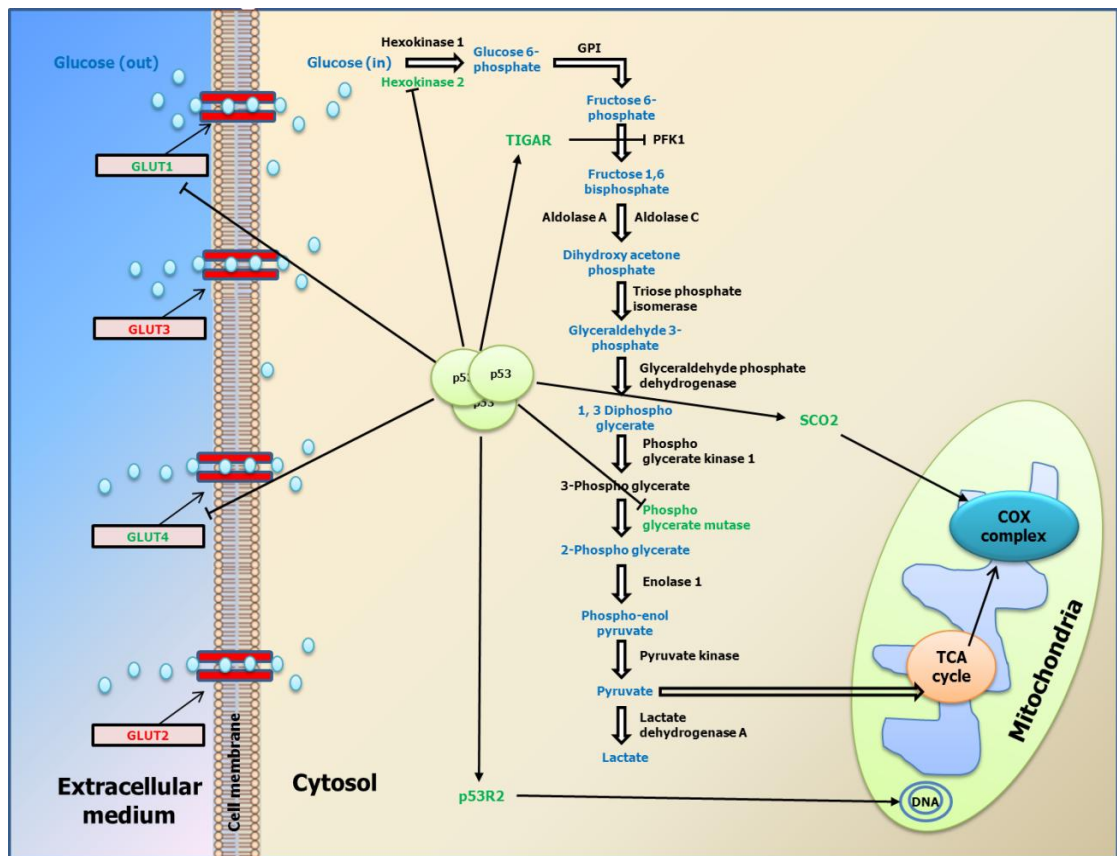 Glucose (out)
GLUT1
GLUT3
GLUT4
GLUT2
Extracellular
medium
Cell membrane
Cytosol
Glucose (in)
Hexokinase 1
Hexokinase 2
Glucose 6-
phosphate
GPI
Fructose 6-
phosphate
TIGAR
PFK1
Fructose 1,6
bisphosphate
Aldolase A
Aldolase C
Dihydroxy acetone
phosphate
Triose phosphate
isomerase
Glyceraldehyde 3-
phosphate
Glyceraldehyde phosphate
dehydrogenase
p53
1, 3 Diphospho
glycerate
Phospho
glycerate kinase 1
3-Phospho glycerate
Phospho
glycerate mutase
2-Phospho glycerate
Enolase 1
Phospho-enol
pyruvate
Pyruvate kinase
Pyruvate
Lactate
dehydrogenase A
Lactate
p53R2
SCO2
COX
complex
TCA
cycle
Mitochondria
DNA